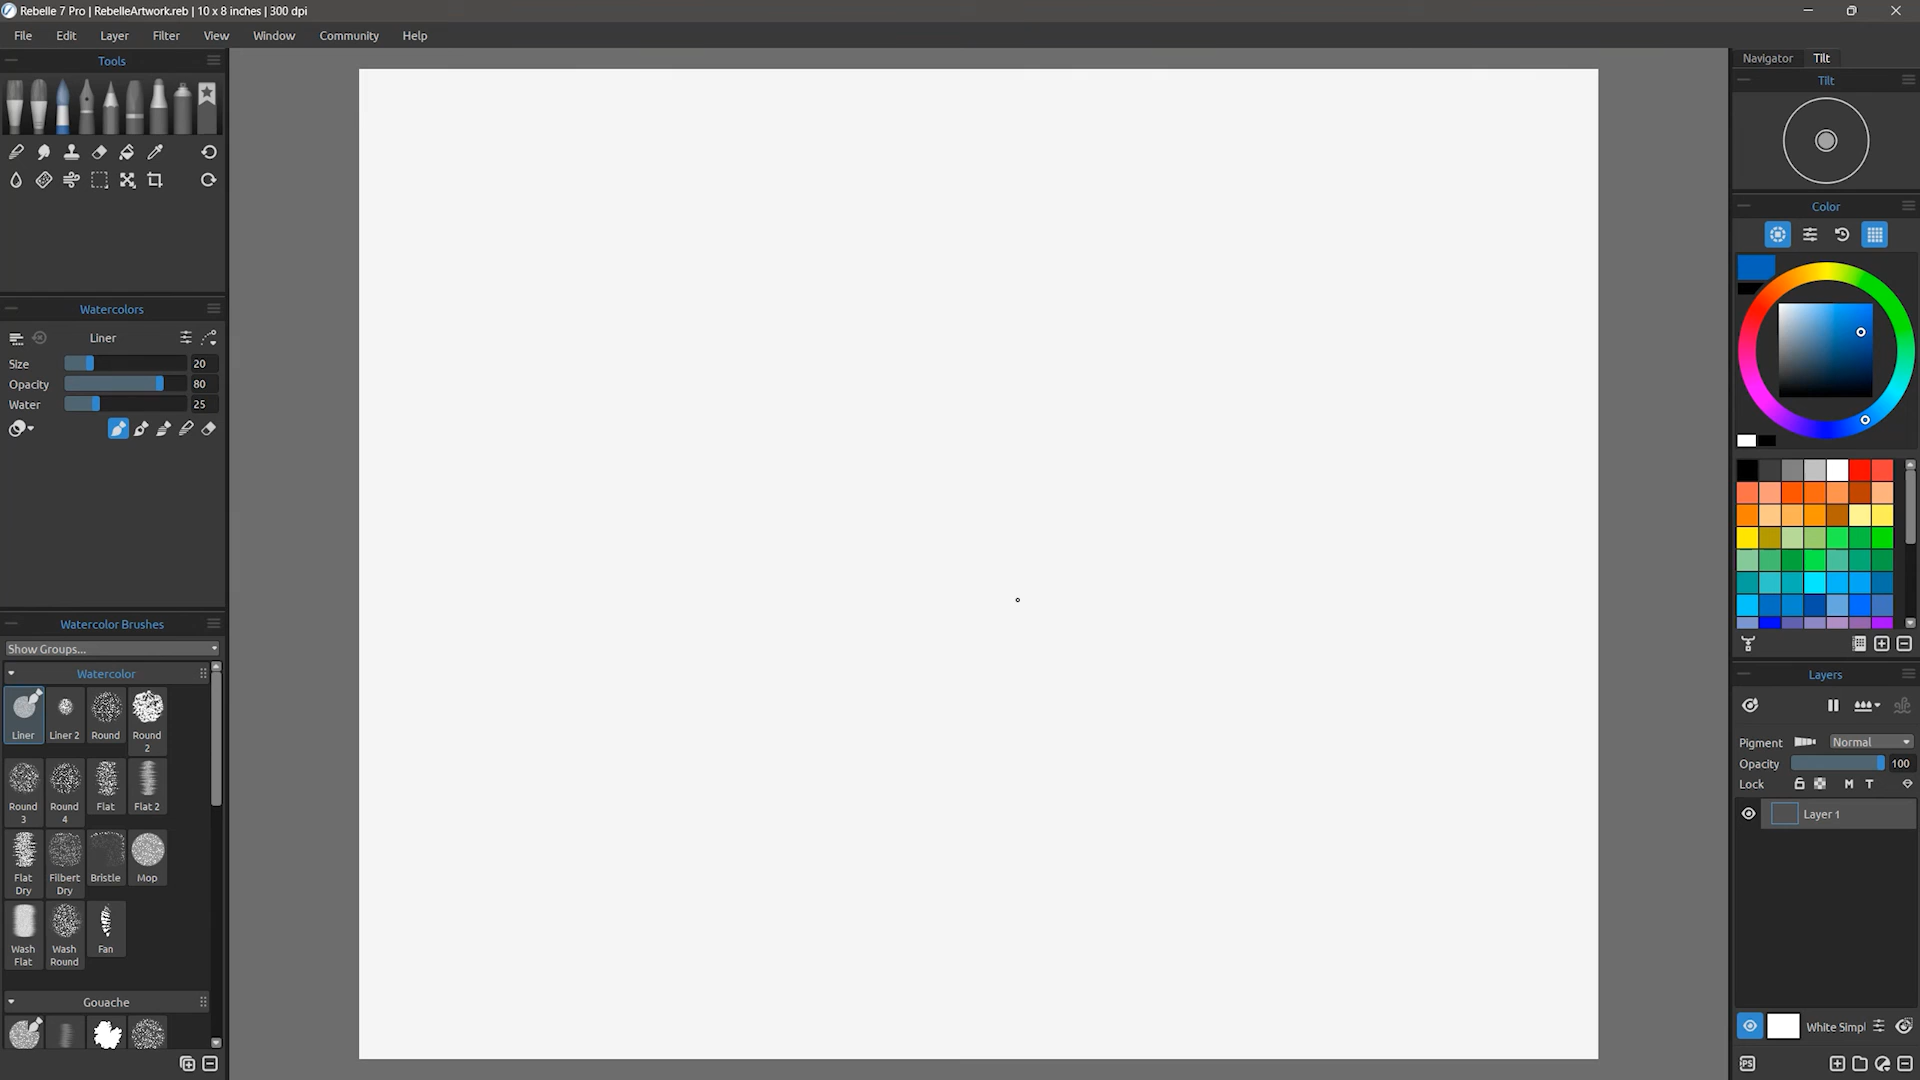 Rebelle 7 Pro | RebelleArtwork.reb | 10 x 8 inches | 300 dpi
File Edit Layer Filter View Window Community Help
Tools
Watercolors
Liner
Size 20
Opacity 80
Water 25
Watercolor Brushes
Show Groups...
Watercolor
Liner Liner 2 Round Round 2
Round 3 Round 4 Flat Flat 2
Flat Dry Filbert Dry Bristle Mop
Wash Flat Wash Round Fan
Gouache
Navigator Tilt
Tilt
Color
Layers
Pigment Normal
Opacity 100
Lock M T
Layer 1
White Simpl
PS